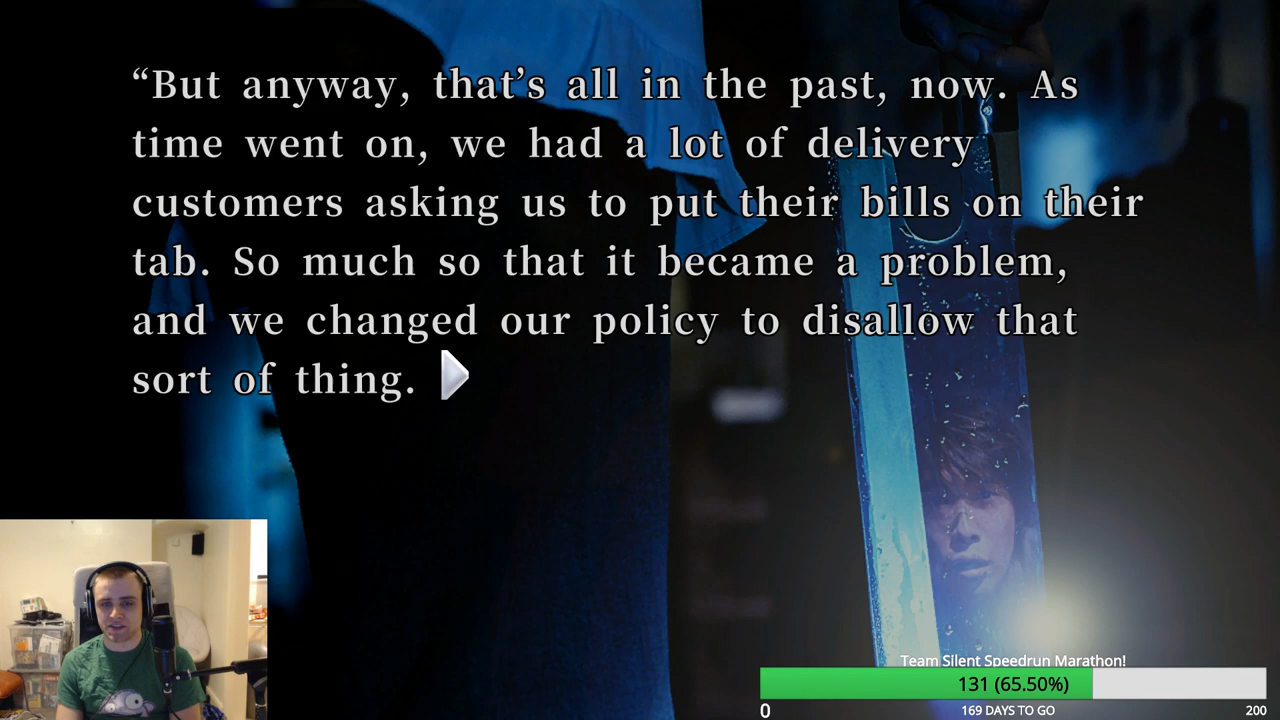 “But anyway, that’s all in the past, now. As
time went on, we had a lot of delivery
customers asking us to put their bills on their
tab. So much so that it became a problem,
and we changed our policy to disallow that
sort of thing.
Team Silent Speedrun Marathon!
131 (65.50%)
0 169 DAYS TO GO 200